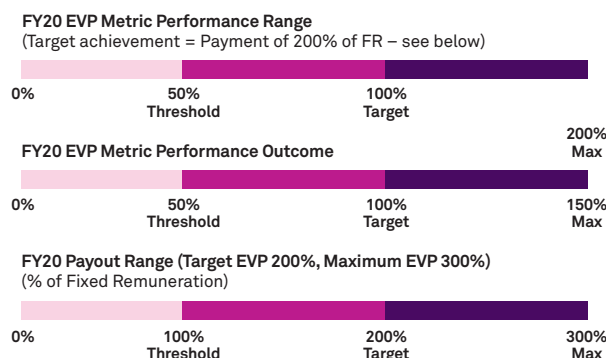 FY20 EVP Metric Performance Range
(Target achievement = Payment of 200% of FR – see below)
0% 50% 100%
Threshold Target
200%
FY20 EVP Metric Performance Outcome Max
0% 50% 100% 150%
Threshold Target Max
FY20 Payout Range (Target EVP 200%, Maximum EVP 300%)
(% of Fixed Remuneration)
0% 100% 200% 300%
Threshold Target Max